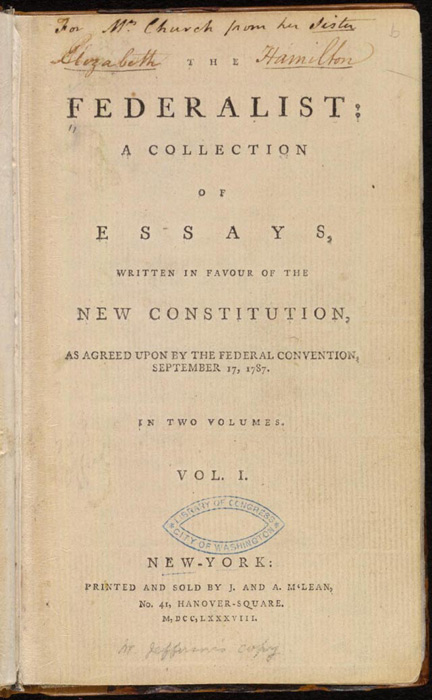 For Mrs. Church from her Sister
Elizabeth Hamilton
THE
FEDERALIST:
A COLLECTION
OF
ESSAYS,
WRITTEN IN FAVOUR OF THE
NEW CONSTITUTION,
AS AGREED UPON BY THE FEDERAL CONVENTION,
SEPTEMBER 17, 1787.
IN TWO VOLUMES.
VOL. I.
LIBRARY OF CONGRESS
CITY OF WASHINGTON
NEW-YORK:
PRINTED AND SOLD BY J. AND A. M‘LEAN,
No. 41, HANOVER-SQUARE.
M,DCC,LXXXVIII.
Mr. Jefferson's copy